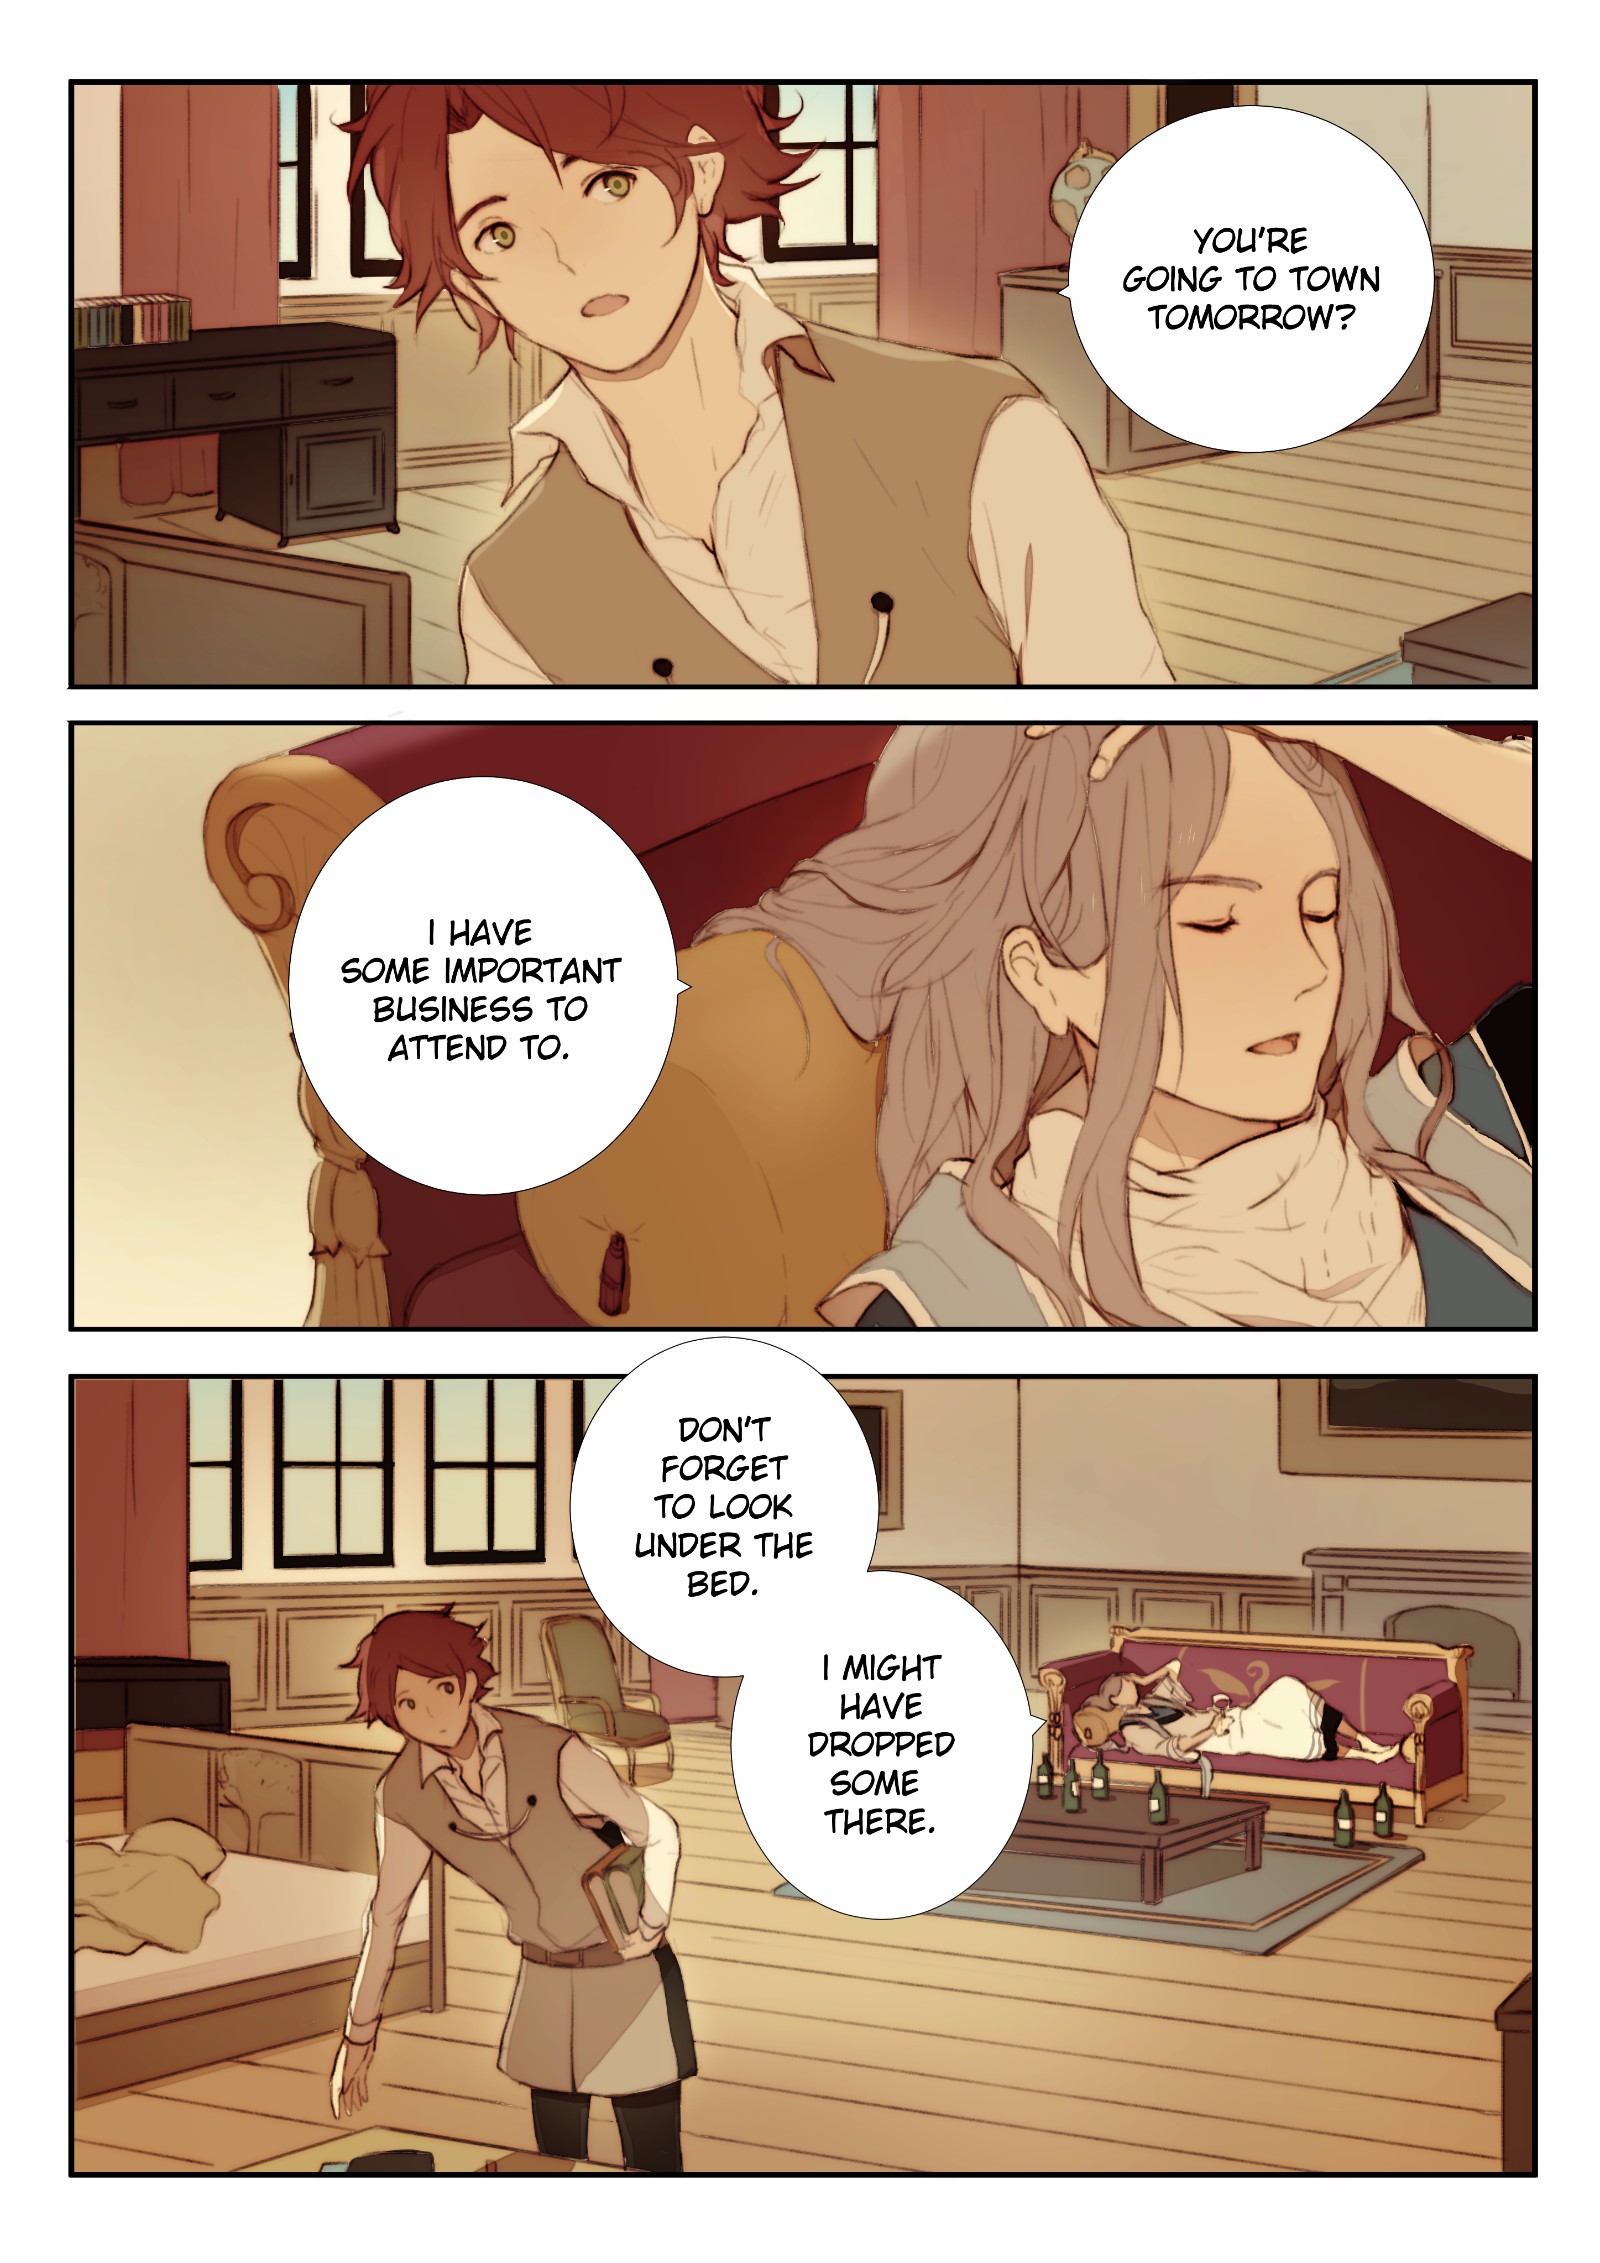 YOU'RE
GOING TO TOWN
TOMORROW?
I HAVE
SOME IMPORTANT
BUSINESS TO
ATTEND TO.
DON'T
FORGET
TO LOOK
UNDER THE
BED.
I MIGHT
HAVE
DROPPED
SOME
THERE.